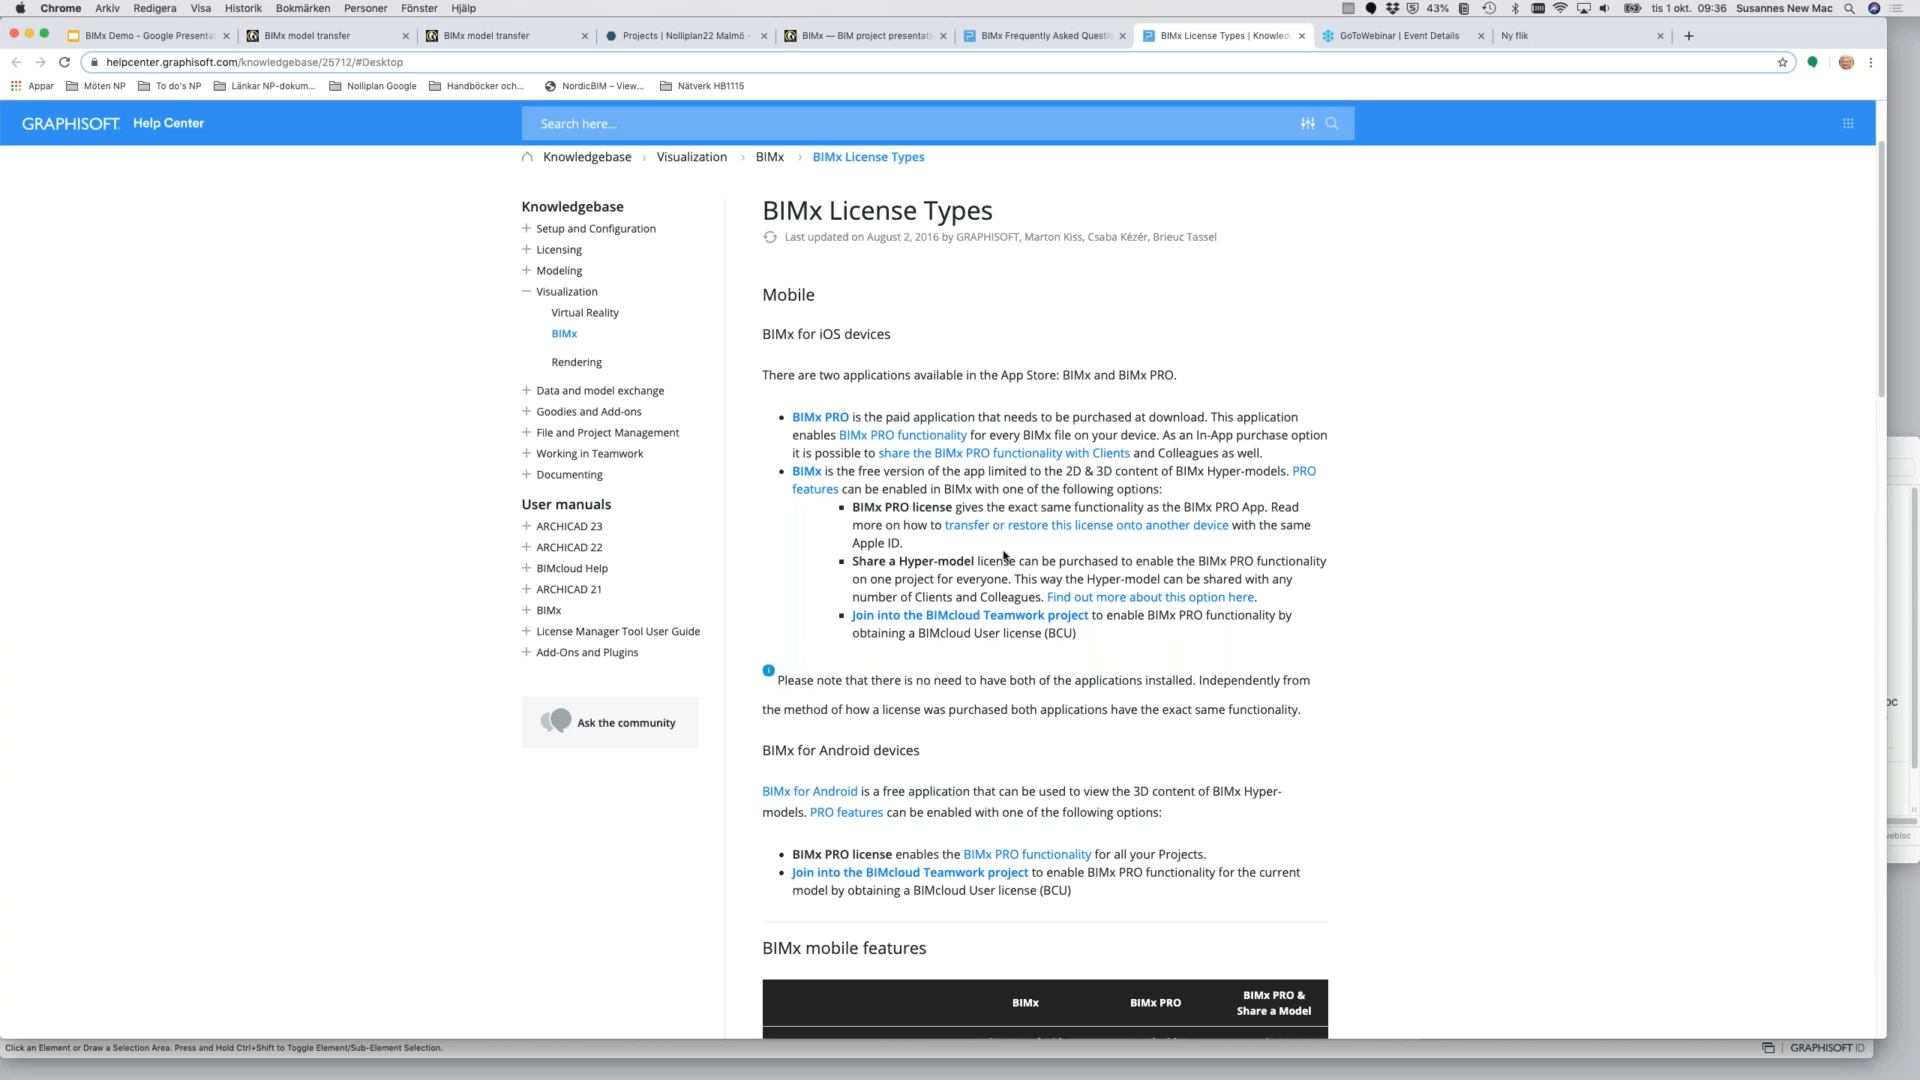 Chrome Arkiv Redigera Visa Historik Bokmärken Personer Fönster Hjälp 43% tis 1 okt. 09:36 Susannes New Mac
BIMx Demo – Google Presenta BIMx model transfer BIMx model transfer Projects | Nolliplan22 Malmö - BIMx — BIM project presentati BIMx Frequently Asked Questi BIMx License Types | Knowled GoToWebinar | Event Details Ny flik
helpcenter.graphisoft.com/knowledgebase/25712/#Desktop
Appar Möten NP To do's NP Länkar NP-dokum... Nolliplan Google Handböcker och... NordicBIM – View... Nätverk HB1115
GRAPHISOFT Help Center Search here...
Knowledgebase › Visualization › BIMx › BIMx License Types
Knowledgebase
Setup and Configuration
Licensing
Modeling
Visualization
Virtual Reality
BIMx
Rendering
Data and model exchange
Goodies and Add-ons
File and Project Management
Working in Teamwork
Documenting
User manuals
ARCHICAD 23
ARCHICAD 22
BIMcloud Help
ARCHICAD 21
BIMx
License Manager Tool User Guide
Add-Ons and Plugins
Ask the community
BIMx License Types
Last updated on August 2, 2016 by GRAPHISOFT, Marton Kiss, Csaba Kézér, Brieuc Tassel
Mobile
BIMx for iOS devices
There are two applications available in the App Store: BIMx and BIMx PRO.
• BIMx PRO is the paid application that needs to be purchased at download. This application
enables BIMx PRO functionality for every BIMx file on your device. As an In-App purchase option
it is possible to share the BIMx PRO functionality with Clients and Colleagues as well.
• BIMx is the free version of the app limited to the 2D & 3D content of BIMx Hyper-models. PRO
features can be enabled in BIMx with one of the following options:
▪ BIMx PRO license gives the exact same functionality as the BIMx PRO App. Read
more on how to transfer or restore this license onto another device with the same
Apple ID.
▪ Share a Hyper-model license can be purchased to enable the BIMx PRO functionality
on one project for everyone. This way the Hyper-model can be shared with any
number of Clients and Colleagues. Find out more about this option here.
▪ Join into the BIMcloud Teamwork project to enable BIMx PRO functionality by
obtaining a BIMcloud User license (BCU)
Please note that there is no need to have both of the applications installed. Independently from
the method of how a license was purchased both applications have the exact same functionality.
BIMx for Android devices
BIMx for Android is a free application that can be used to view the 3D content of BIMx Hyper-
models. PRO features can be enabled with one of the following options:
• BIMx PRO license enables the BIMx PRO functionality for all your Projects.
• Join into the BIMcloud Teamwork project to enable BIMx PRO functionality for the current
model by obtaining a BIMcloud User license (BCU)
BIMx mobile features
BIMx BIMx PRO BIMx PRO &
Share a Model
Click an Element or Draw a Selection Area. Press and Hold Ctrl+Shift to Toggle Element/Sub-Element Selection. GRAPHISOFT ID